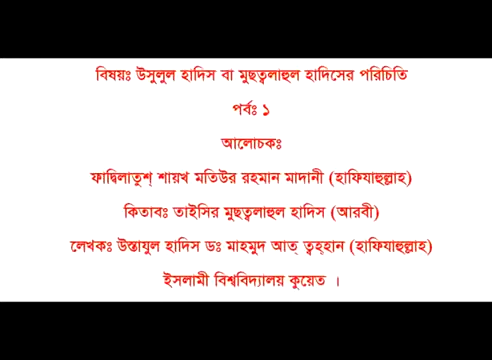 বিষয়ঃ উসুলুল হাদিস বা মুছত্বলাহুল হাদিসের পরিচিতি
পর্বঃ ১
আলোচকঃ
ফাদ্বিলাতুশ্ শায়খ মতিউর রহমান মাদানী (হাফিযাহুল্লাহ)
কিতাবঃ তাইসির মুছত্বলাহুল হাদিস (আরবী)
লেখকঃ উস্তাযুল হাদিস ডঃ মাহমুদ আত্ ত্বহ্হান (হাফিযাহুল্লাহ)
ইসলামী বিশ্ববিদ্যালয় কুয়েত ।